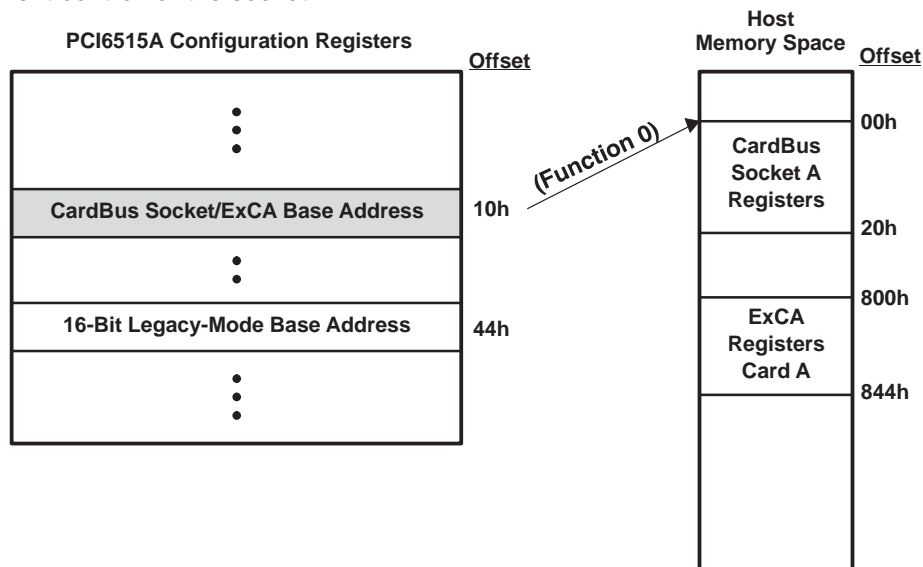 PCI6515A Configuration Registers
Offset
CardBus Socket/ExCA Base Address
10h
16-Bit Legacy-Mode Base Address
44h
(Function 0)
Host
Memory Space
Offset
00h
CardBus
Socket A
Registers
20h
800h
ExCA
Registers
Card A
844h